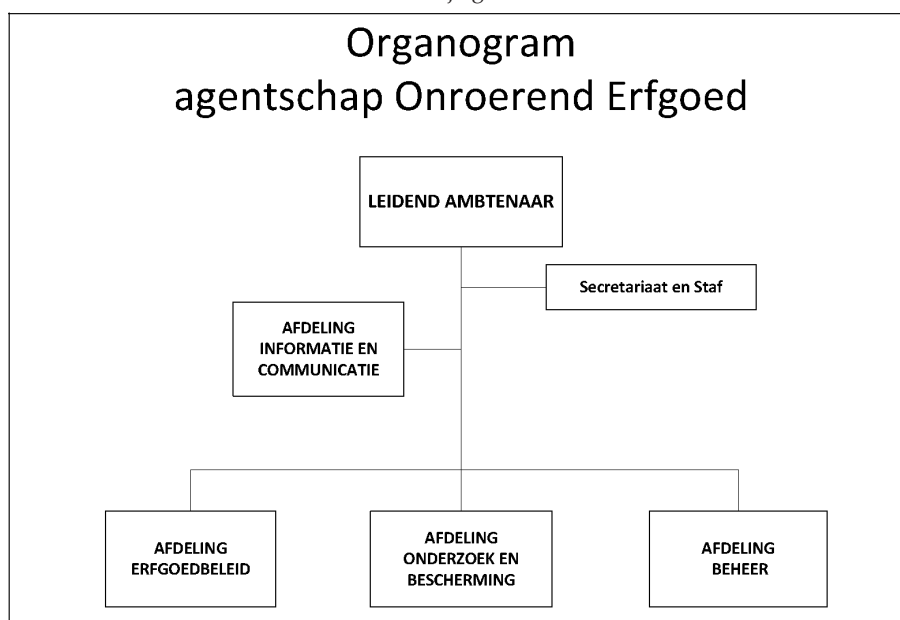 Organogram
agentschap Onroerend Erfgoed
LEIDEND AMBTENAAR
Secretariaat en Staf
AFDELING
INFORMATIE EN
COMMUNICATIE
AFDELING
ERFGOEDBELEID
AFDELING
ONDERZOEK EN
BESCHERMING
AFDELING
BEHEER